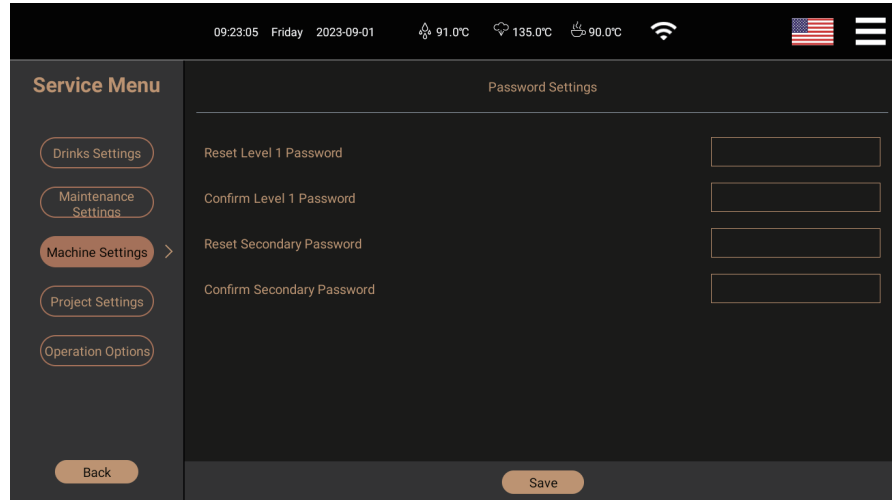 09:23:05 Friday 2023-09-01 91.0℃ 135.0℃ 90.0℃
Service Menu
Password Settings
Drinks Settings
Reset Level 1 Password
Maintenance
Settings
Confirm Level 1 Password
Machine Settings
Reset Secondary Password
Project Settings
Confirm Secondary Password
Operation Options
Back
Save